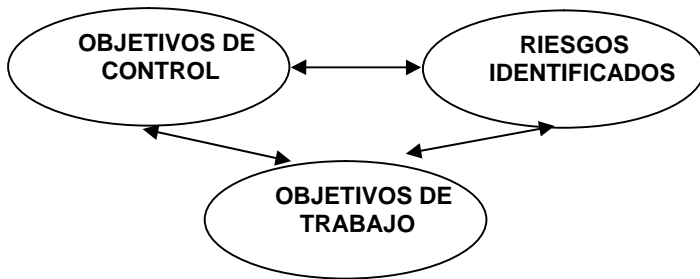 OBJETIVOS DE
CONTROL
RIESGOS
IDENTIFICADOS
OBJETIVOS DE
TRABAJO